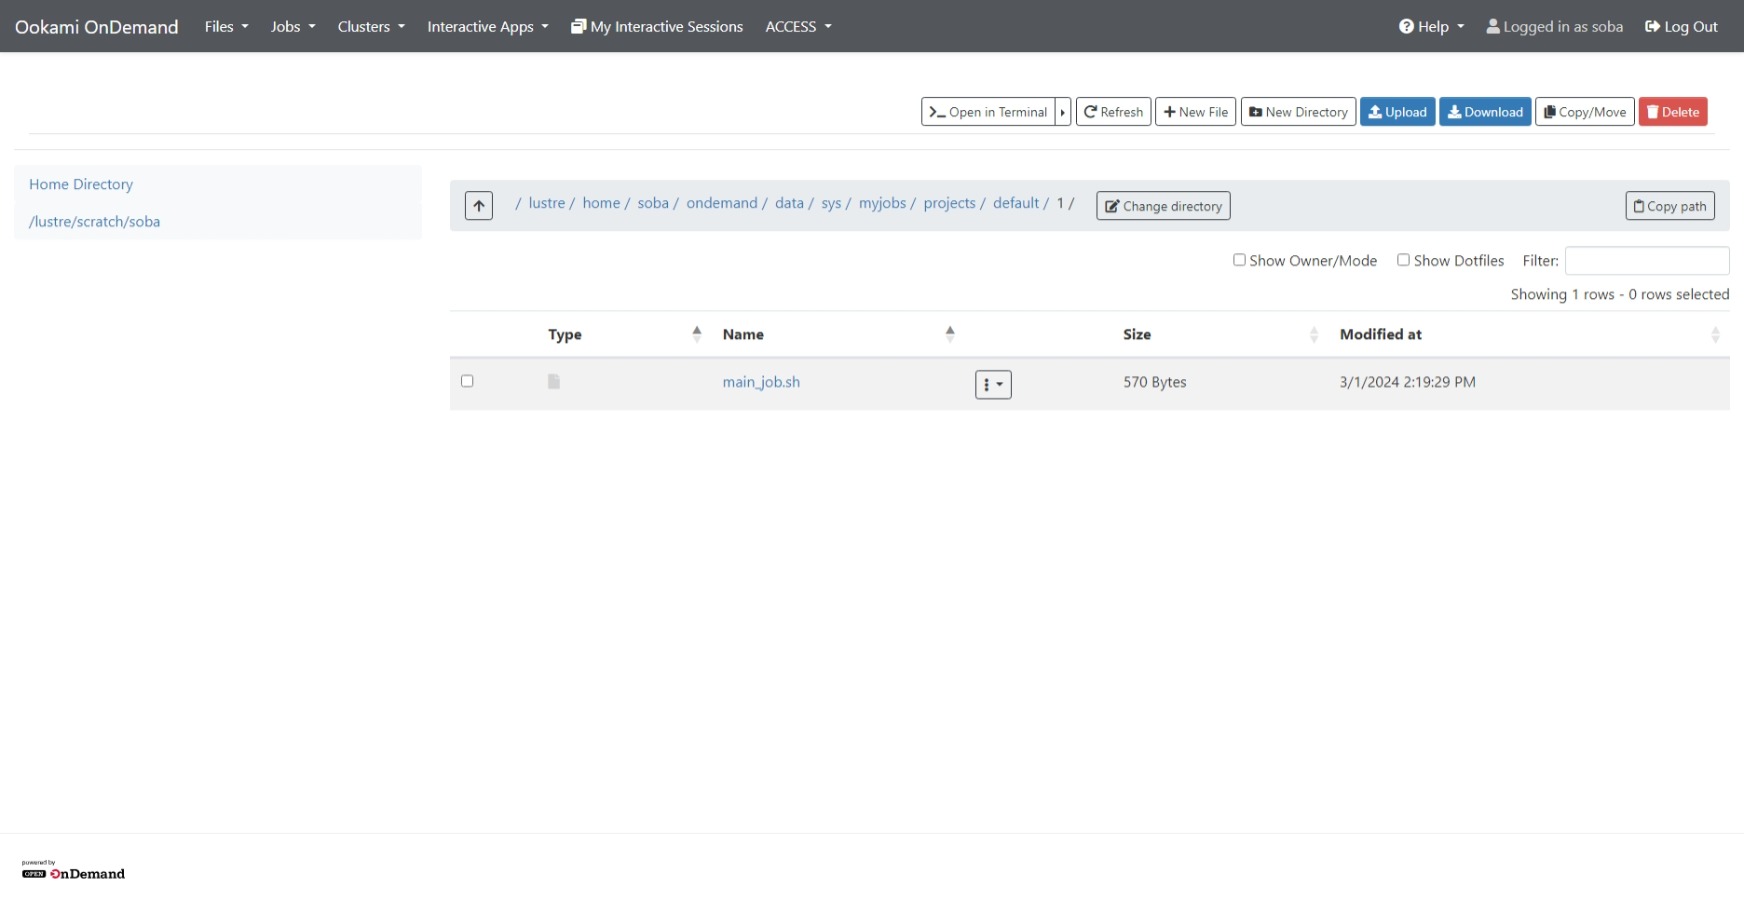 Ookami OnDemand Files Jobs Clusters Interactive Apps My Interactive Sessions ACCESS Help Logged in as soba Log Out
Open in Terminal Refresh New File New Directory Upload Download Copy/Move Delete
Home Directory
/lustre/scratch/soba
/ lustre / home / soba / ondemand / data / sys / myjobs / projects / default / 1 / Change directory Copy path
Show Owner/Mode Show Dotfiles Filter:
Showing 1 rows - 0 rows selected
Type Name Size Modified at
main_job.sh 570 Bytes 3/1/2024 2:19:29 PM
powered by
OPEN OnDemand